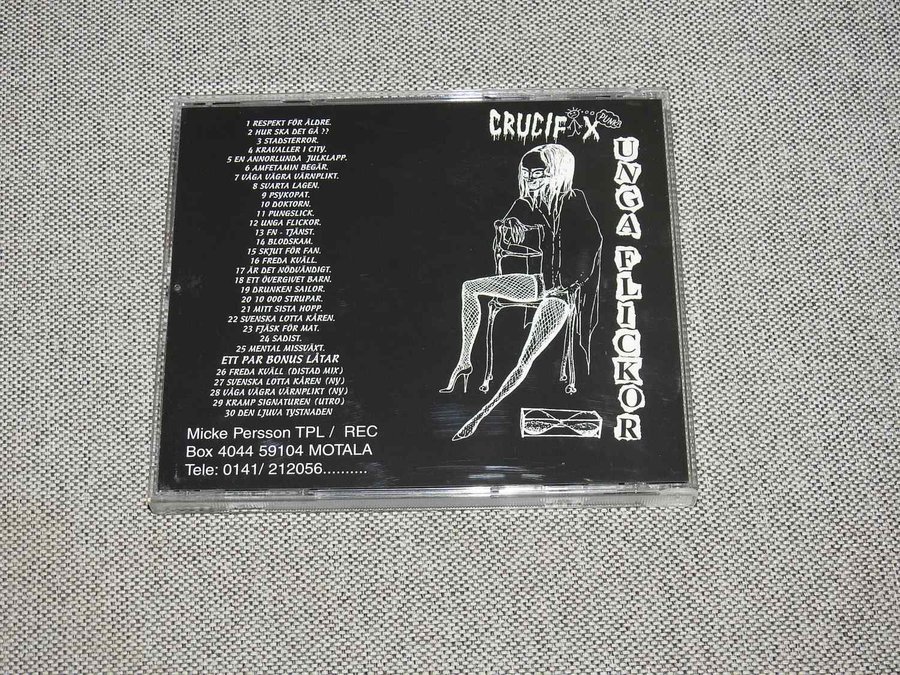 1 RESPEKT FÖR ÄLDRE.
2 HUR SKA DET GÅ ??
3 STADSTERROR.
4 KRAVALLER I CITY.
5 EN ANNORLUNDA JULKLAPP.
6 AMFETAMIN BEGÄR.
7 VÅGA VÄGRA VÄRNPLIKT.
8 SVARTA LAGEN.
9 PSYKOPAT.
10 DOKTORN.
11 PUNGSLICK.
12 UNGA FLICKOR.
13 FN - TJÄNST.
14 BLODSKAM.
15 SKJUT FÖR FAN.
16 FREDA KVÄLL.
17 ÄR DET NÖDVÄNDIGT.
18 ETT ÖVERGIVET BARN.
19 DRUNKEN SAILOR.
20 10 000 STRUPAR.
21 MITT SISTA HOPP.
22 SVENSKA LOTTA KÅREN.
23 FJÄSK FÖR MAT.
24 SADIST.
25 MENTAL MISSVÄXT.
ETT PAR BONUS LÅTAR
26 FREDA KVÄLL (DISTAD MIX)
27 SVENSKA LOTTA KÅREN (NY)
28 VÅGA VÄGRA VÄRNPLIKT (NY)
29 KRAMP SIGNATUREN (UTRO)
30 DEN LJUVA TYSTNADEN
Micke Persson TPL / REC
Box 4044 59104 MOTALA
Tele: 0141/ 212056..........
CRUCIFIX
PUNK
UNGA FLICKOR